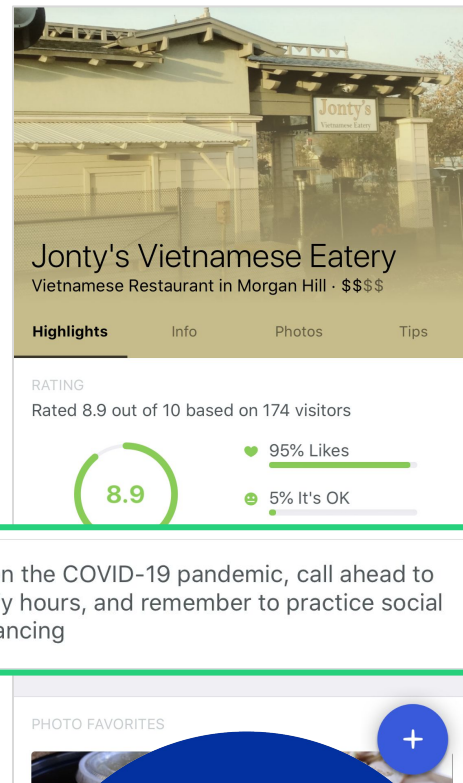 Jonty's
Vietnamese Eatery
Jonty's Vietnamese Eatery
Vietnamese Restaurant in Morgan Hill · $$$$
Highlights Info Photos Tips
RATING
Rated 8.9 out of 10 based on 174 visitors
95% Likes
8.9
5% It's OK
n the COVID-19 pandemic, call ahead to
y hours, and remember to practice social
ancing
PHOTO FAVORITES
+